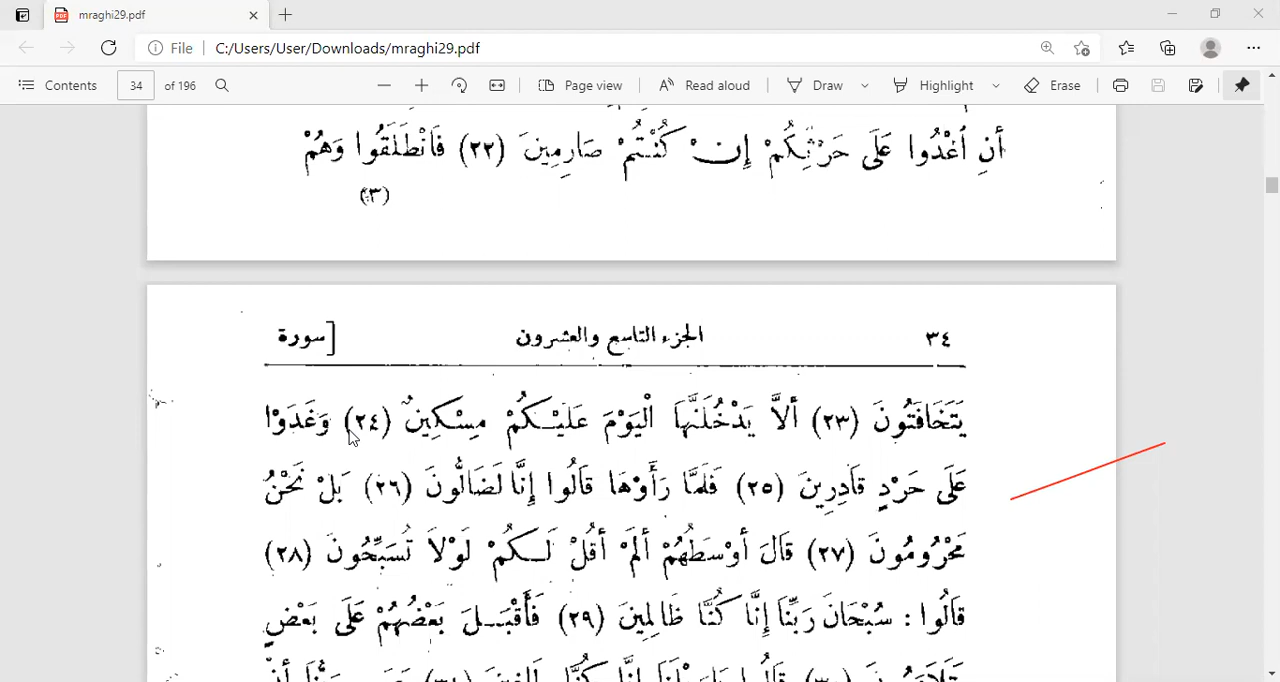 mraghi29.pdf
File C:/Users/User/Downloads/mraghi29.pdf
Contents 34 of 196 Page view Read aloud Draw Highlight Erase
أَنِ ٱغْدُوا عَلَى حَرْثِكُمْ إِنْ كُنْتُمْ صَارِمِينَ (٢٢) فَانْطَلَقُوا وَهُمْ
(٣)
٣٤ الجزء التاسع والعشرون [سورة
يَتَخَافَتُونَ (٢٣) أَلاَّ يَدْخُلَنَّهَا الْيَوْمَ عَلَيْكُمْ مِسْكِينٌ (٢٤) وَغَدَوْا
عَلَى حَرْدٍ قَادِرِينَ (٢٥) فَلَمَّا رَأَوْهَا قَالُوا إِنَّا لَضَالُّونَ (٢٦) بَلْ نَحْنُ
مَحْرُومُونَ (٢٧) قَالَ أَوْسَطُهُمْ أَلَمْ أَقُلْ لَكُمْ لَوْلاَ تُسَبِّحُونَ (٢٨)
قَالُوا : سُبْحَانَ رَبِّنَا إِنَّا كُنَّا ظَالِمِينَ (٢٩) فَأَقْبَلَ بَعْضُهُمْ عَلَى بَعْضٍ